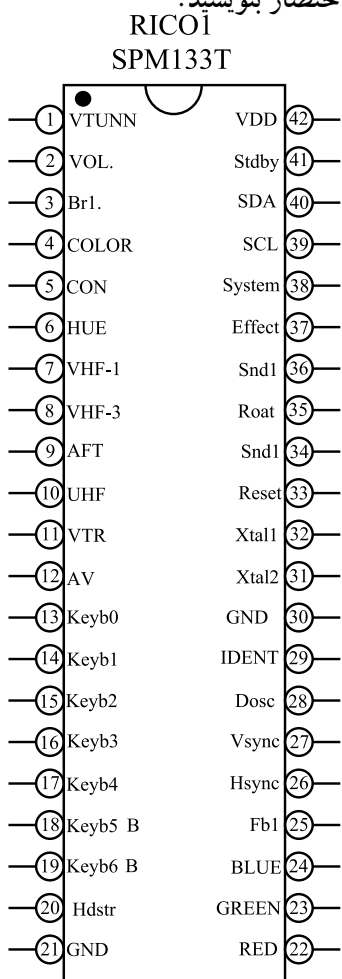 ختصار بنویسید.
RICO1
SPM133T
1 VTUNN VDD 42
2 VOL. Stdby 41
3 Br1. SDA 40
4 COLOR SCL 39
5 CON System 38
6 HUE Effect 37
7 VHF-1 Snd1 36
8 VHF-3 Roat 35
9 AFT Snd1 34
10 UHF Reset 33
11 VTR Xtal1 32
12 AV Xtal2 31
13 Keyb0 GND 30
14 Keyb1 IDENT 29
15 Keyb2 Dosc 28
16 Keyb3 Vsync 27
17 Keyb4 Hsync 26
18 Keyb5 B Fb1 25
19 Keyb6 B BLUE 24
20 Hdstr GREEN 23
21 GND RED 22